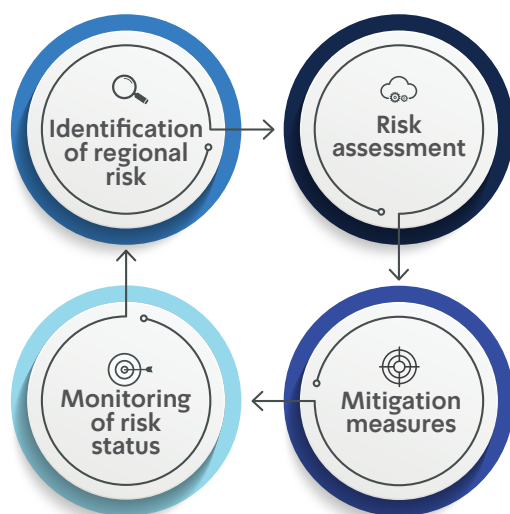 Identification
of regional
risk
Risk
assessment
Mitigation
measures
Monitoring
of risk
status